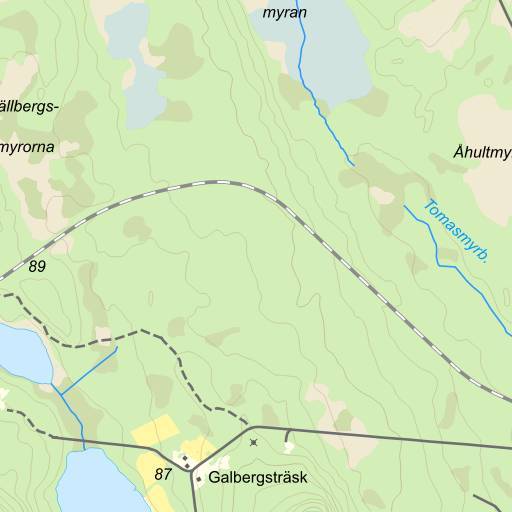 myran
ällbergs-
myrorna
Åhultmy
Tomasmyrb.
89
87
Galbergsträsk